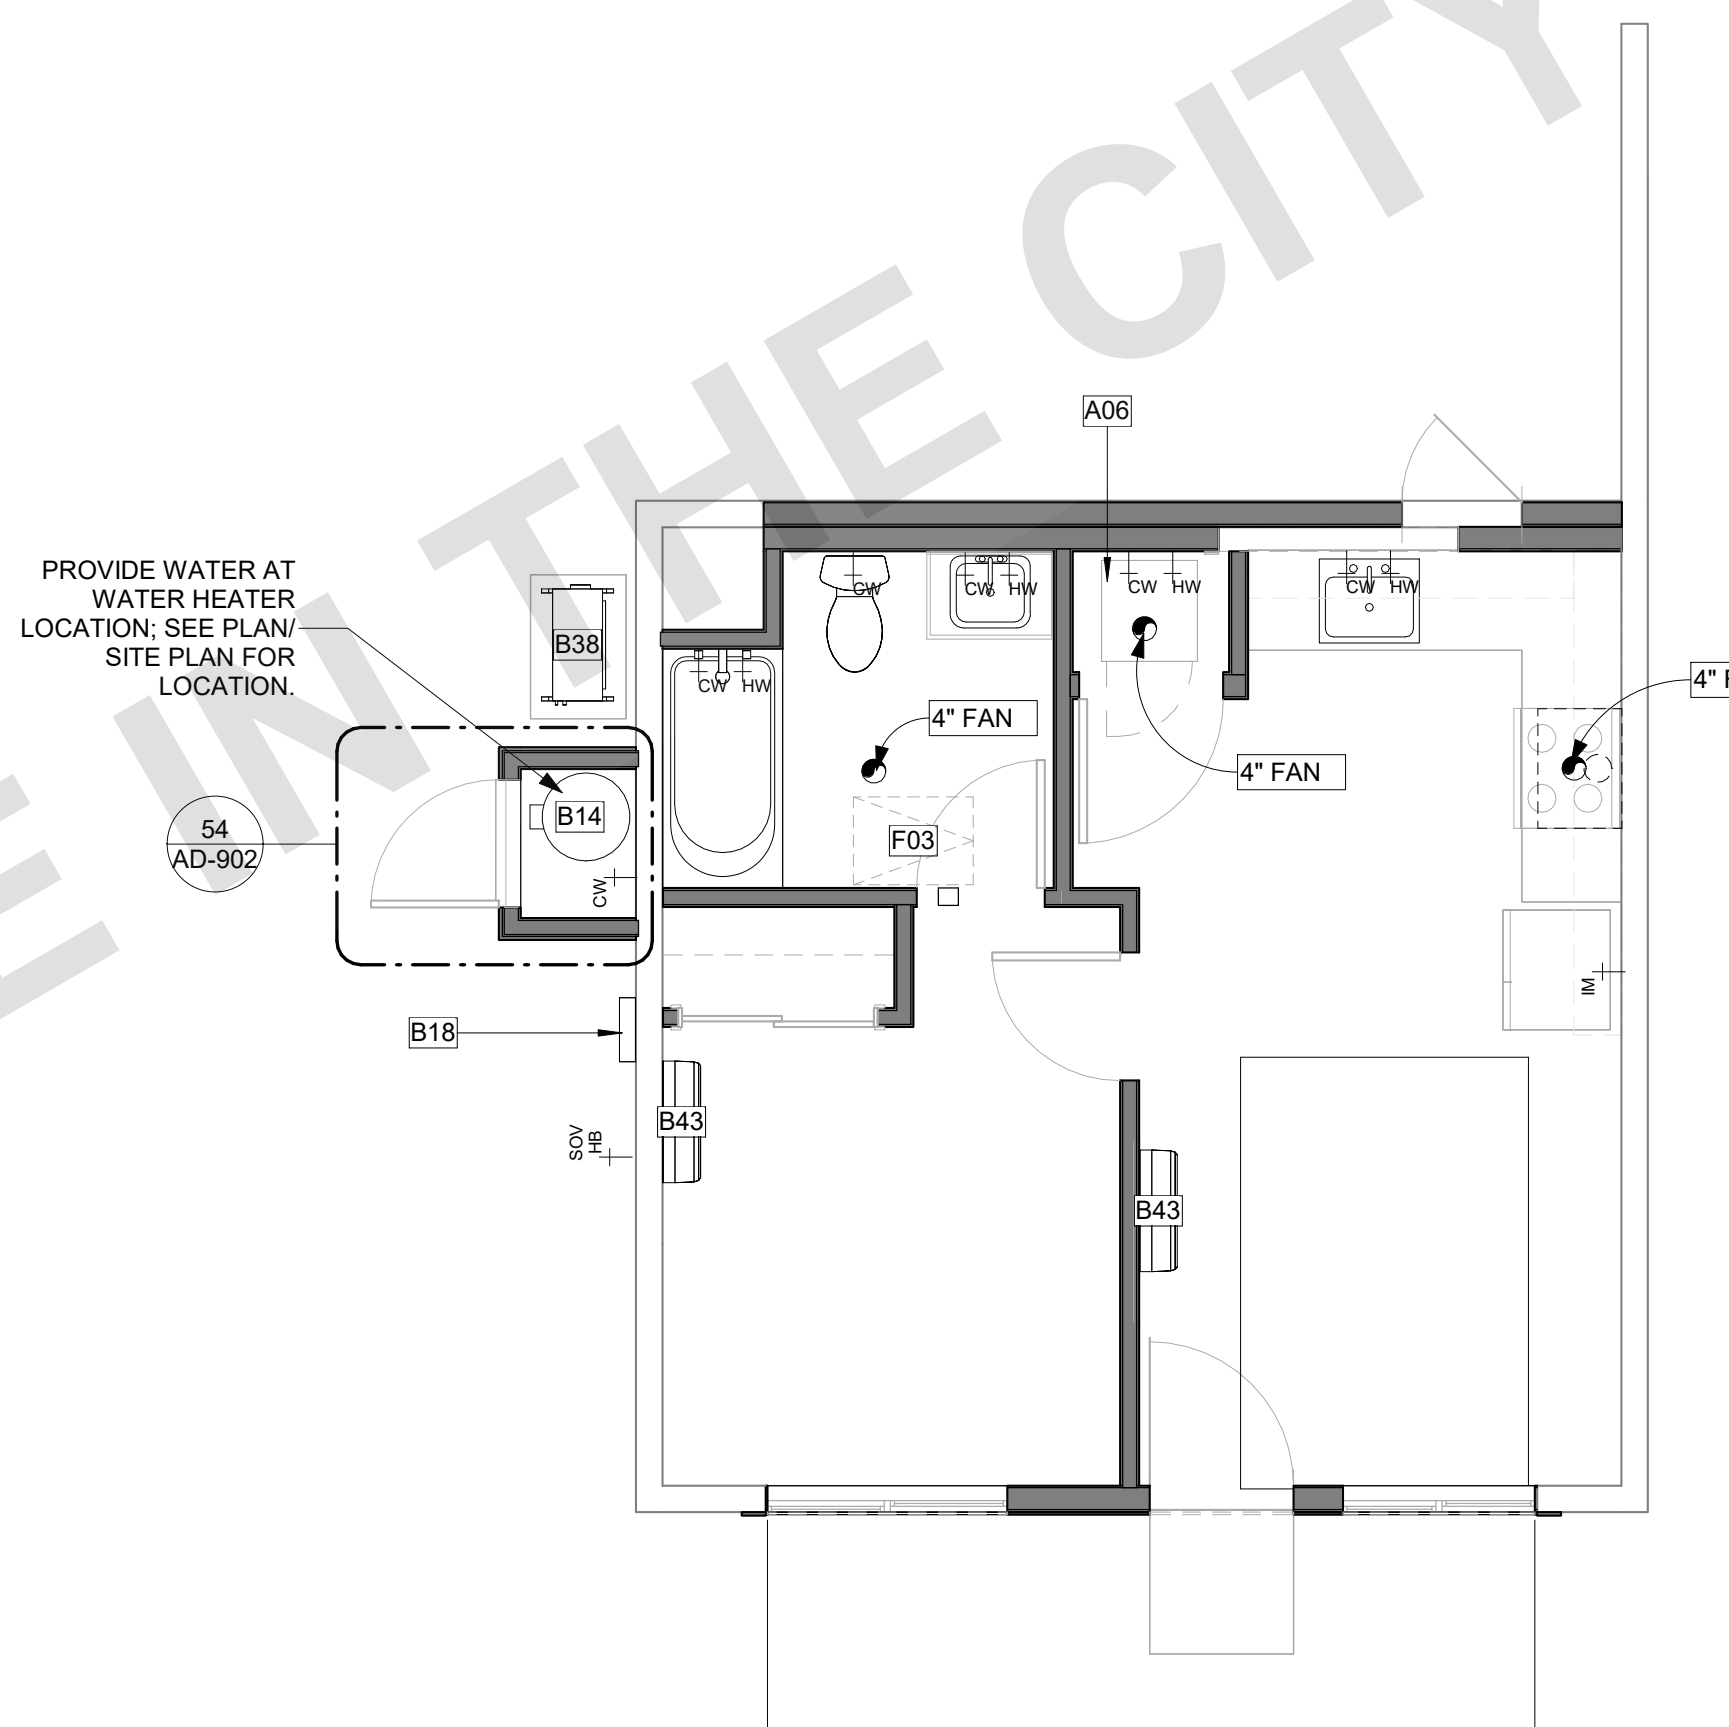 E IN THE CITY
A06
PROVIDE WATER AT
WATER HEATER
LOCATION; SEE PLAN/
SITE PLAN FOR
LOCATION.
B38
CW
CW HW
CW HW
CW HW
CW HW
4" FAN
4" FAN
4" F
B14
CW
54
AD-902
F03
IM
B18
SOV
HB
B43
B43